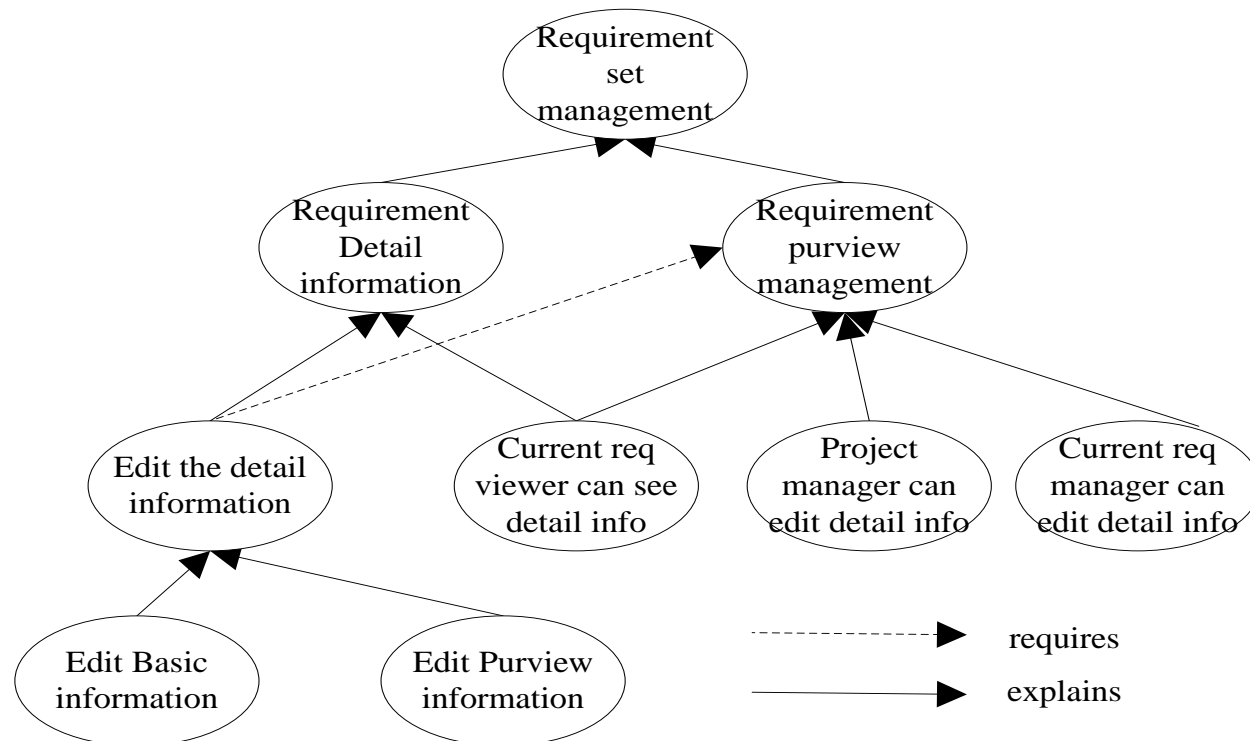 Requirement
set
management
Requirement
Detail
information
Requirement
purview
management
Edit the detail
information
Current req
viewer can see
detail info
Project
manager can
edit detail info
Current req
manager can
edit detail info
Edit Basic
information
Edit Purview
information
requires
explains